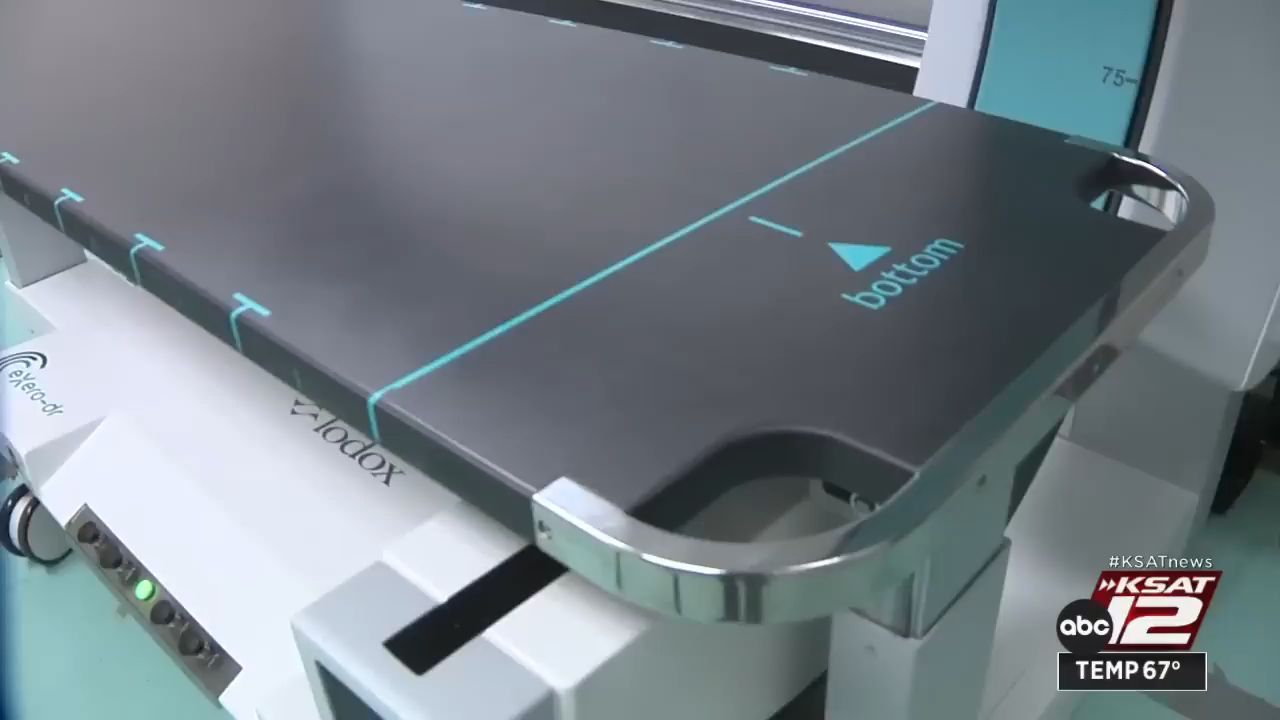 75
bottom
eXero-dr
lodox
#KSATnews
KSAT
abc 12
TEMP 67°